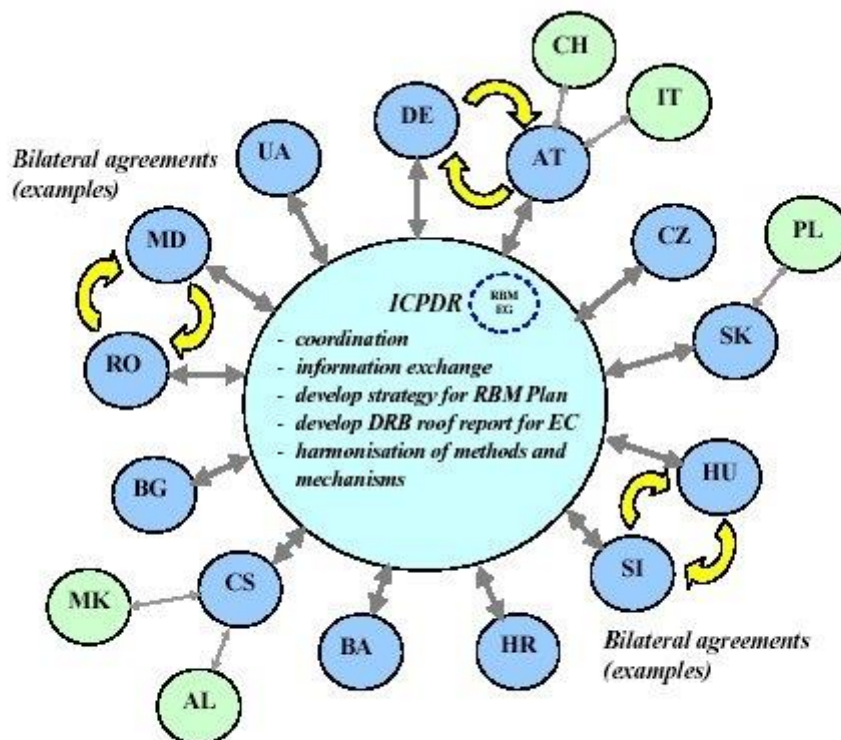 CH
IT
DE
AT
UA
Bilateral agreements
(examples)
MD
CZ
PL
ICPDR
RBM
EG
SK
RO
- coordination
- information exchange
- develop strategy for RBM Plan
- develop DRB roof report for EC
- harmonisation of methods and
mechanisms
BG
HU
MK
CS
SI
BA
HR
Bilateral agreements
(examples)
AL